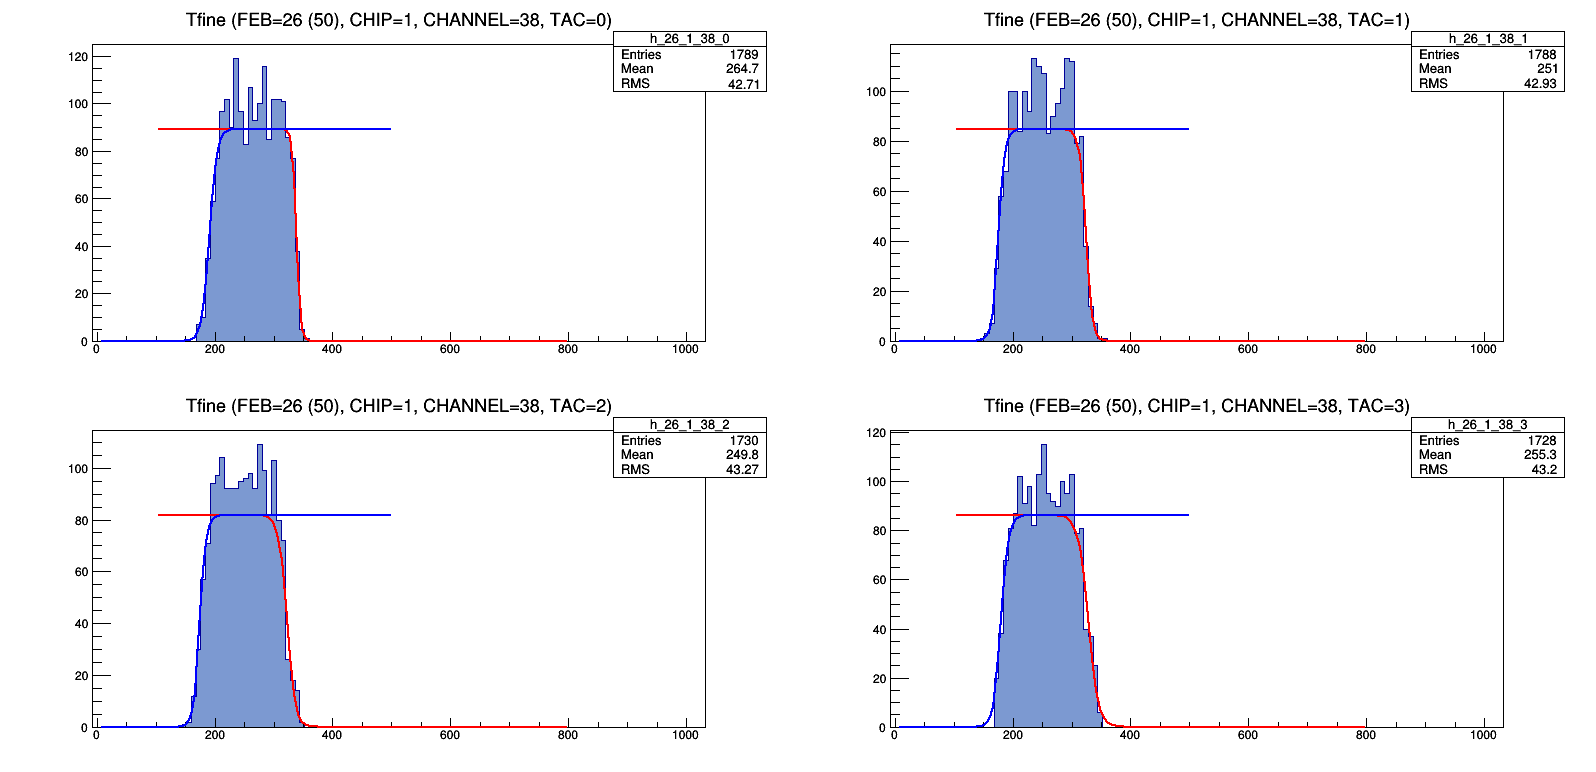 Tfine (FEB=26 (50), CHIP=1, CHANNEL=38, TAC=0)
h_26_1_38_0
Entries 1789
Mean 264.7
RMS 42.71
120
100
80
60
40
20
0
0 200 400 600 800 1000
Tfine (FEB=26 (50), CHIP=1, CHANNEL=38, TAC=1)
h_26_1_38_1
Entries 1788
Mean 251
RMS 42.93
100
80
60
40
20
0
0 200 400 600 800 1000
Tfine (FEB=26 (50), CHIP=1, CHANNEL=38, TAC=2)
h_26_1_38_2
Entries 1730
Mean 249.8
RMS 43.27
100
80
60
40
20
0
0 200 400 600 800 1000
Tfine (FEB=26 (50), CHIP=1, CHANNEL=38, TAC=3)
h_26_1_38_3
Entries 1728
Mean 255.3
RMS 43.2
120
100
80
60
40
20
0
0 200 400 600 800 1000